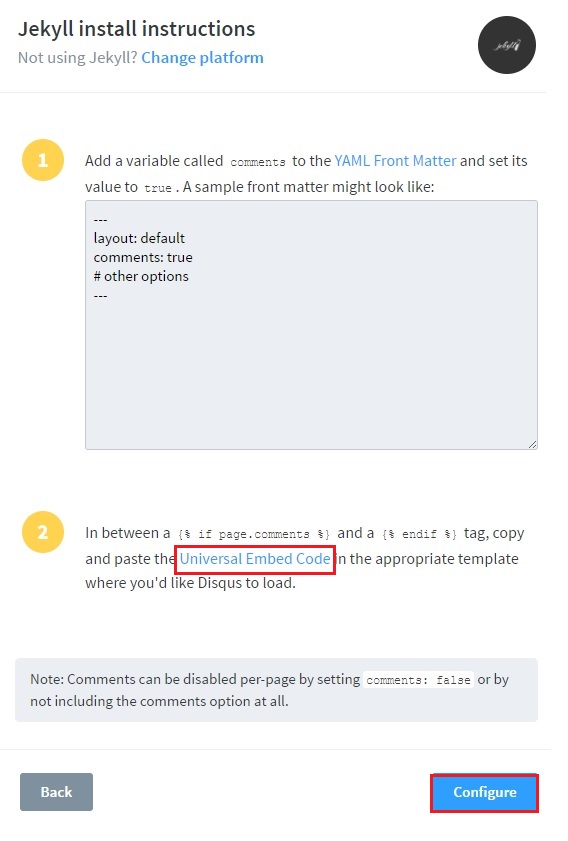 Jekyll install instructions
Not using Jekyll? Change platform
jekyll
1
Add a variable called comments to the YAML Front Matter and set its
value to true . A sample front matter might look like:
---
layout: default
comments: true
# other options
---
2
In between a {% if page.comments %} and a {% endif %} tag, copy
and paste the Universal Embed Code in the appropriate template
where you'd like Disqus to load.
Note: Comments can be disabled per-page by setting comments: false or by
not including the comments option at all.
Back
Configure